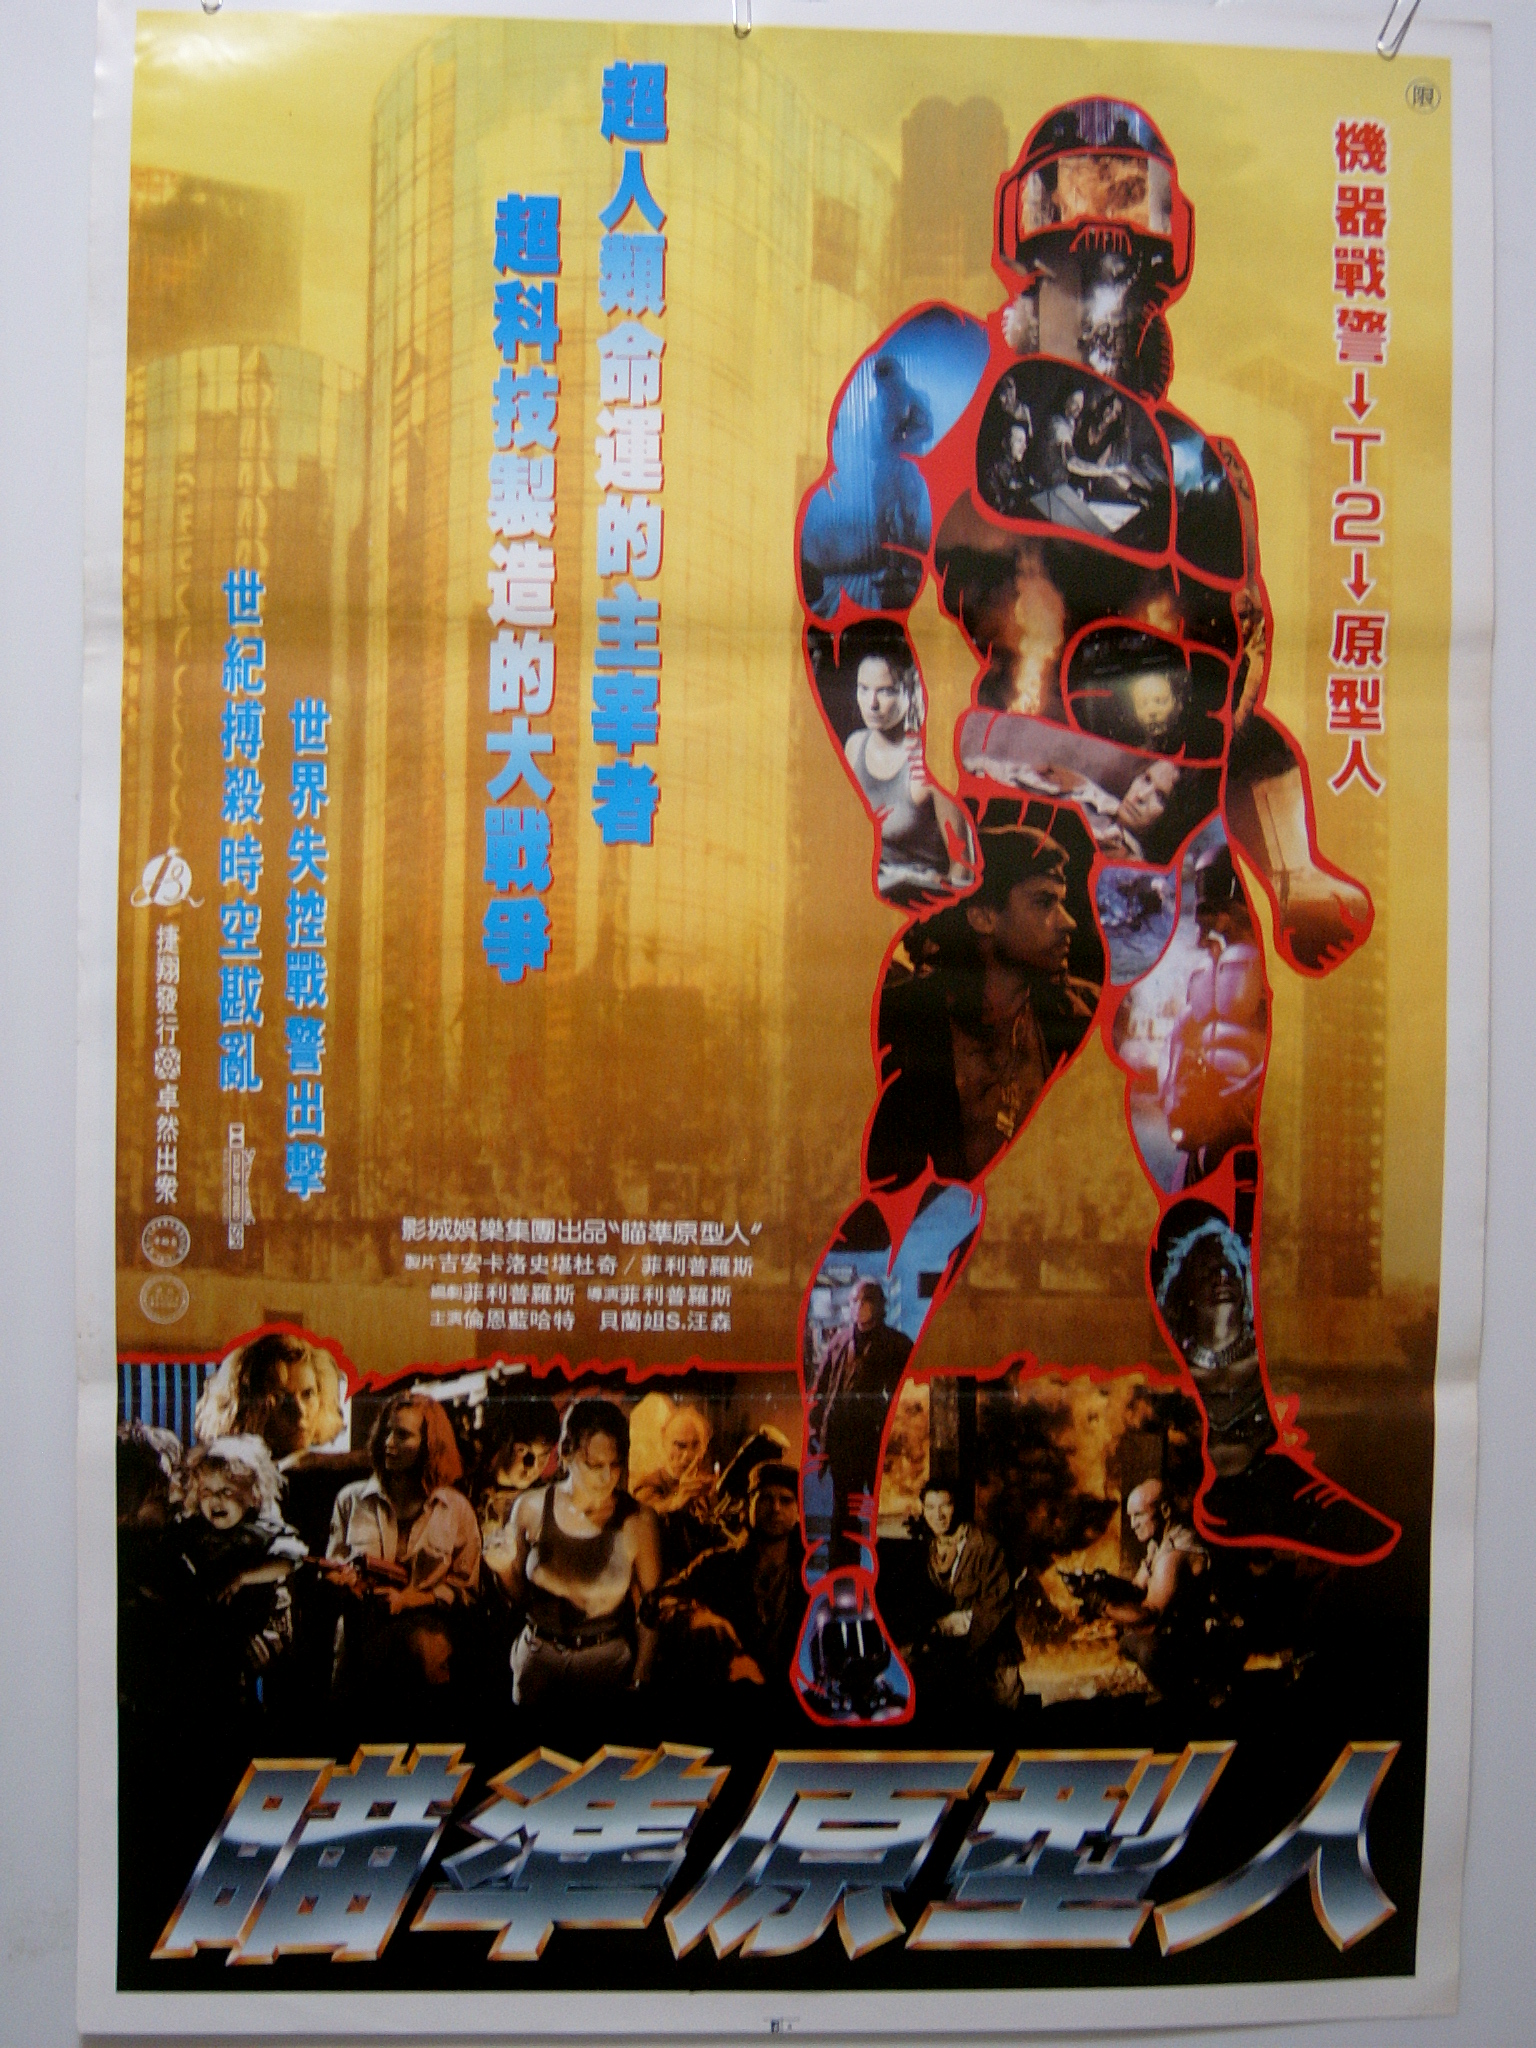 限
機器戰警→T2→原型人
超人類命運的主宰者
超科技製造的大戰爭
世界失控戰警出擊
世紀搏殺時空戡亂
捷翔發行 卓然出衆
影城娛樂集團出品"瞄準原型人"
製片吉安卡洛史堪杜奇/菲利普羅斯
編劇菲利普羅斯 導演菲利普羅斯
主演倫恩藍哈特 貝蘭妲S.汪森
瞄準原型人